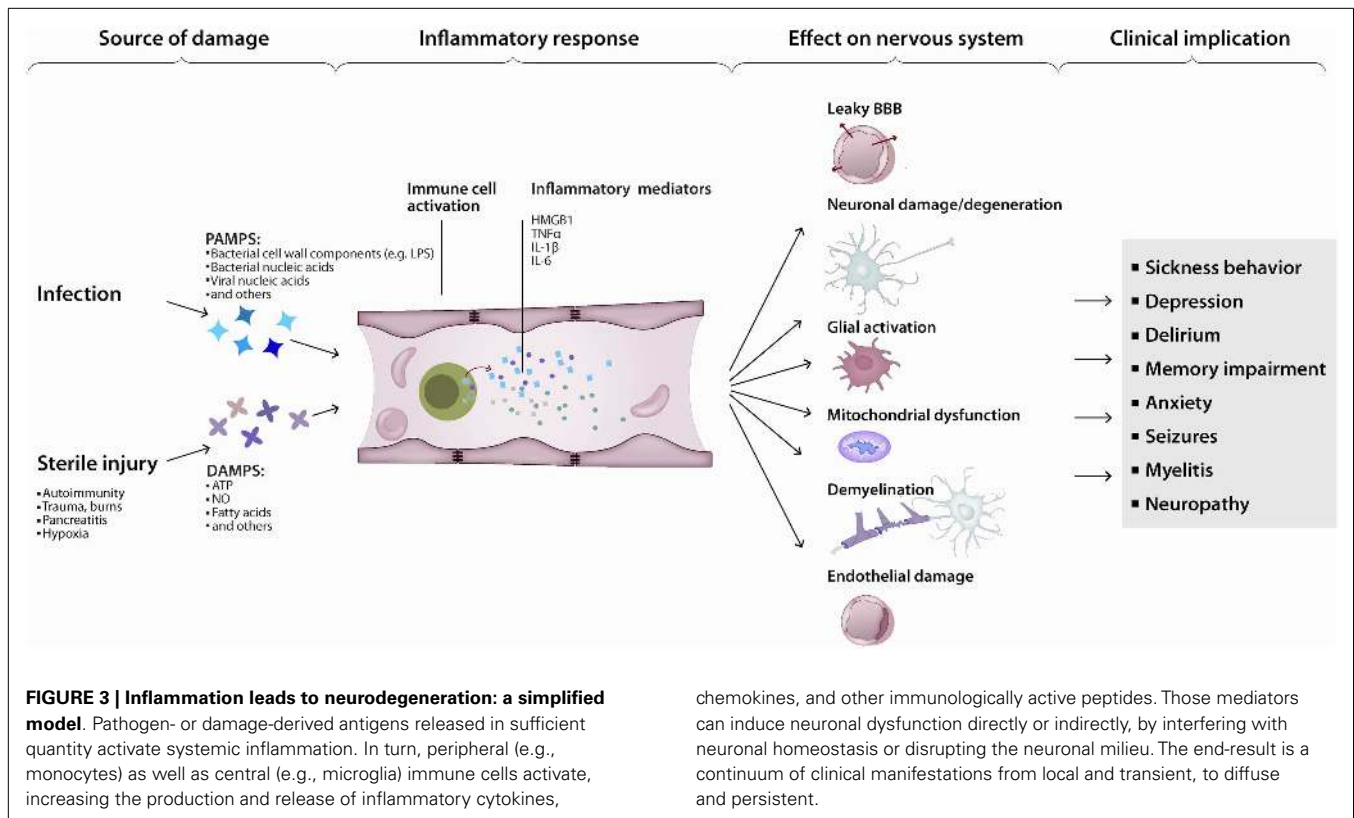 Source of damage
Inflammatory response
Effect on nervous system
Clinical implication
Infection
PAMPS:
▪Bacterial cell wall components (e.g. LPS)
▪Bacterial nucleic acids
▪Viral nucleic acids
▪and others
Sterile injury
▪Autoimmunity
▪Trauma, burns
▪Pancreatitis
▪Hypoxia
DAMPS:
▪ATP
▪NO
▪Fatty acids
▪and others
Immune cell
activation
Inflammatory mediators
HMGB1
TNFα
IL-1β
IL-6
Leaky BBB
Neuronal damage/degeneration
Glial activation
Mitochondrial dysfunction
Demyelination
Endothelial damage
▪ Sickness behavior
▪ Depression
▪ Delirium
▪ Memory impairment
▪ Anxiety
▪ Seizures
▪ Myelitis
▪ Neuropathy
FIGURE 3 | Inflammation leads to neurodegeneration: a simplified
model. Pathogen- or damage-derived antigens released in sufficient
quantity activate systemic inflammation. In turn, peripheral (e.g.,
monocytes) as well as central (e.g., microglia) immune cells activate,
increasing the production and release of inflammatory cytokines,
chemokines, and other immunologically active peptides. Those mediators
can induce neuronal dysfunction directly or indirectly, by interfering with
neuronal homeostasis or disrupting the neuronal milieu. The end-result is a
continuum of clinical manifestations from local and transient, to diffuse
and persistent.